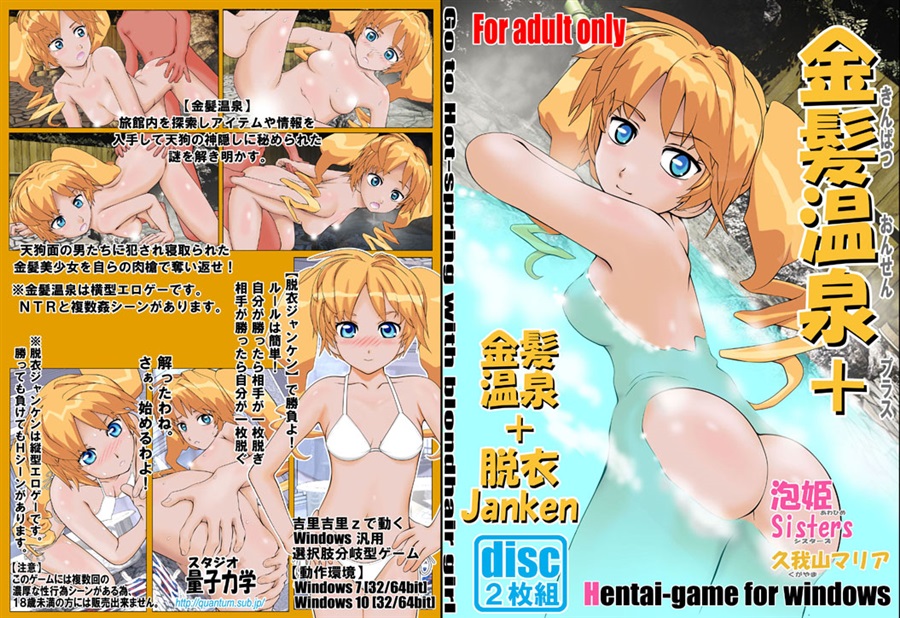 For adult only
金髪温泉＋
きんぱつ おんせん プラス
金髪
温泉
＋
脱衣
Janken
disc
2枚組
泡姫
あわひめ
Sisters
シスターズ
久我山マリア
くがやま
Hentai-game for windows
Go to Hot-spring with blondhair girl
【金髪温泉】
旅館内を探索しアイテムや情報を
入手して天狗の神隠しに秘められた
謎を解き明かす。
天狗面の男たちに犯され寝取られた
金髪美少女を自らの肉槍で奪い返せ！
※金髪温泉は横型エロゲーです。
ＮＴＲと複数姦シーンがあります。
【脱衣ジャンケン】で勝負よ！
ルールは簡単！
自分が勝ったら相手が一枚脱ぎ
相手が勝ったら自分が一枚脱ぐ
解ったわね。
さぁ、始めるわよ！
※脱衣ジャンケンは縦型エロゲーです。
勝っても負けてもＨシーンがあります。
吉里吉里ｚで動く
Windows 汎用
選択肢分岐型ゲーム
【動作環境】
Windows 7 [32/64bit]
Windows 10 [32/64bit]
スタジオ
量子力学
http://quantum.sub.jp/
【注意】
このゲームには複数回の
濃厚な性行為シーンがある為、
18歳未満の方には販売出来ません。